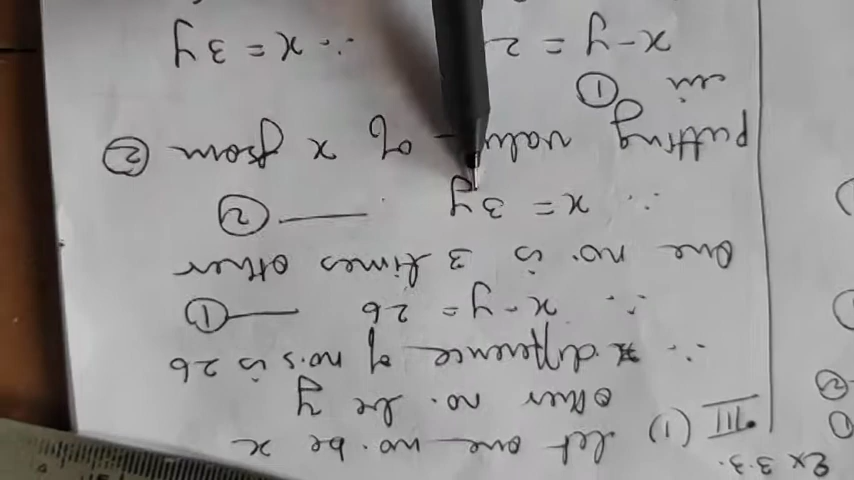 Ex 3.3.
III (1) Let one no. be x
other no. be y
∴ difference of no.s is 26
∴ x - y = 26 — ①
One no. is 3 times other
∴ x = 3y — ②
putting valu of x from ②
in ①
x - y = 2 ∴ x = 3y